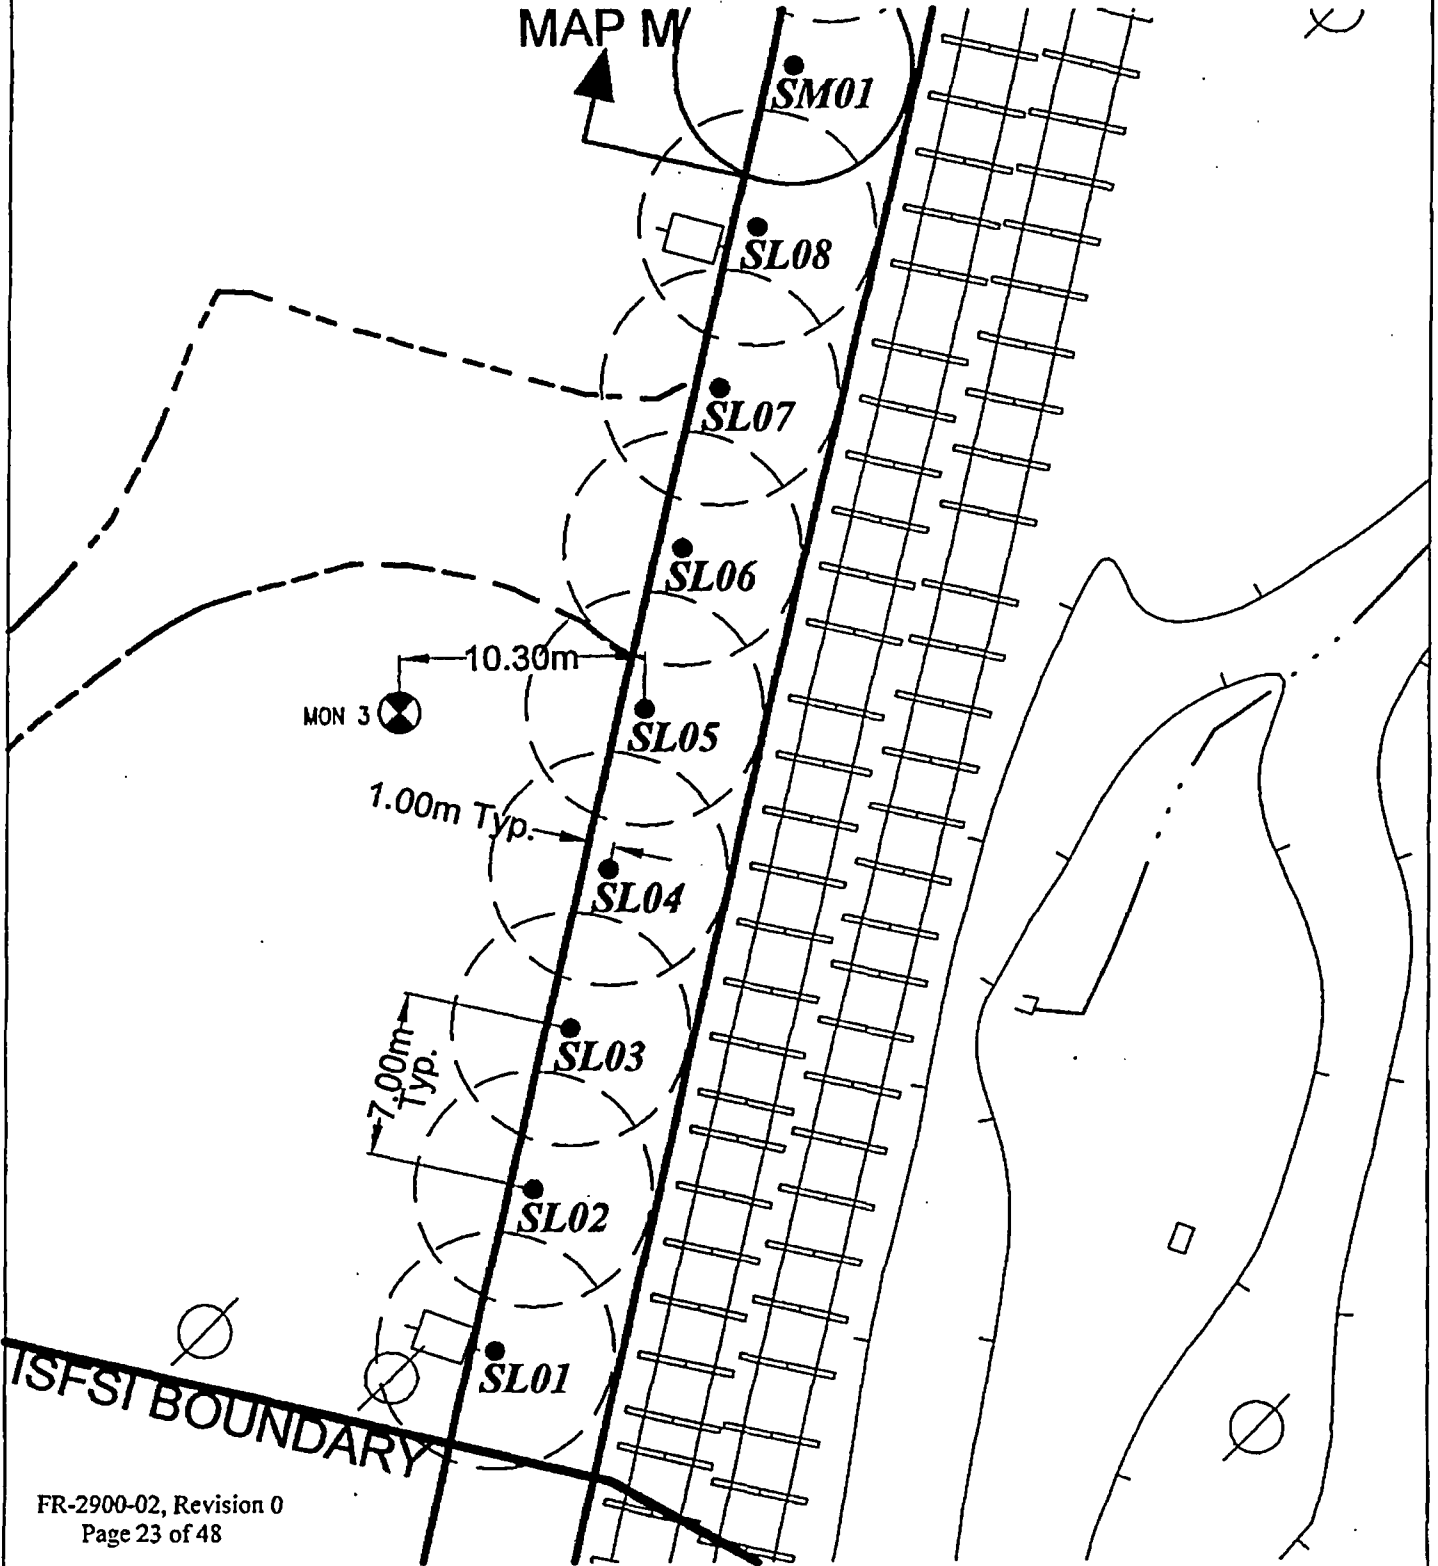 MAP M
SM01
SL08
SL07
SL06
10.30m
MON 3
SL05
1.00m Typ.
SL04
SL03
7.00m
Typ.
SL02
SL01
ISFSI BOUNDARY
FR-2900-02, Revision 0
Page 23 of 48